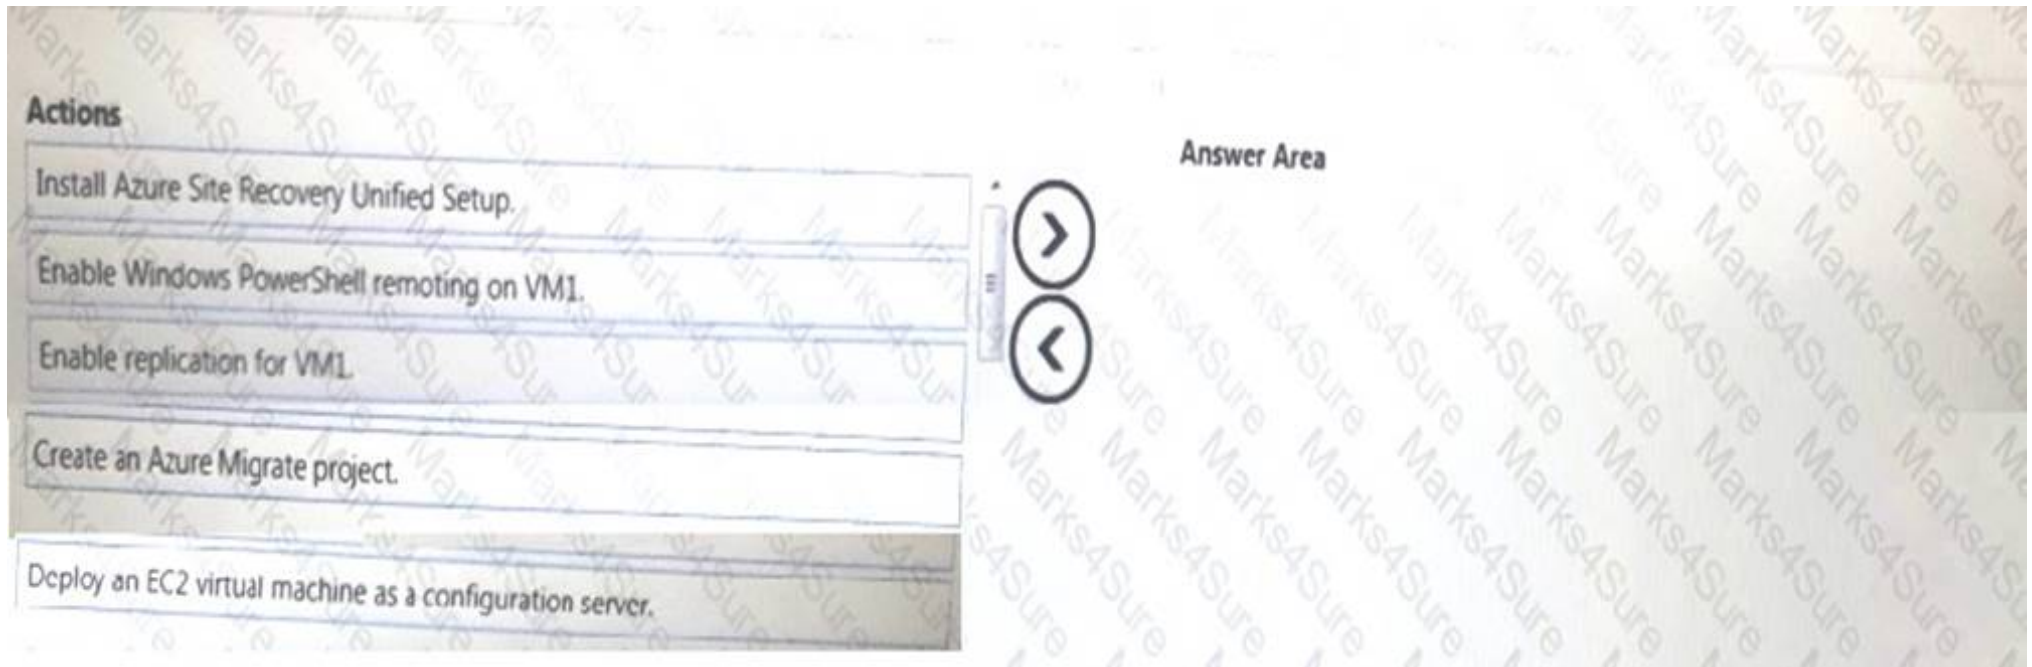 Actions
Answer Area
Install Azure Site Recovery Unified Setup.
Enable Windows PowerShell remoting on VM1.
Enable replication for VM1.
Create an Azure Migrate project.
Deploy an EC2 virtual machine as a configuration server.
Marks4Sure